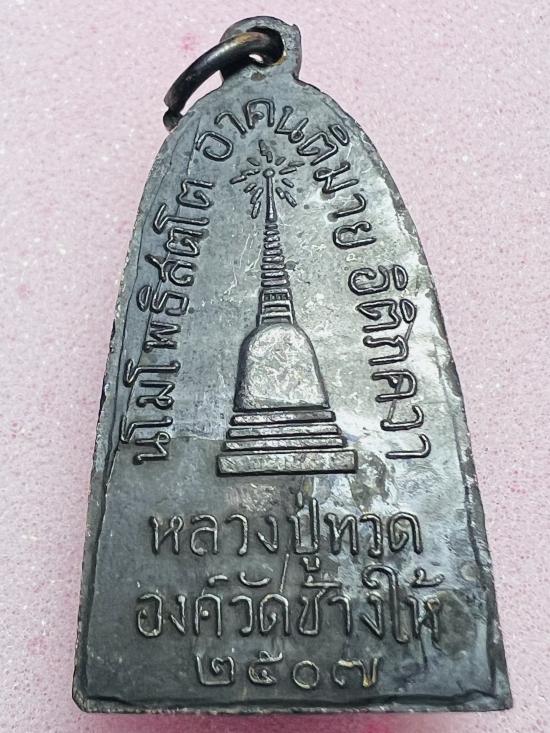 นโมโพธิสตฺโต อาคนติมาย อิติภควา
หลวงปู่ทวด
องค์วัดช้างให้
๒๕๐๗